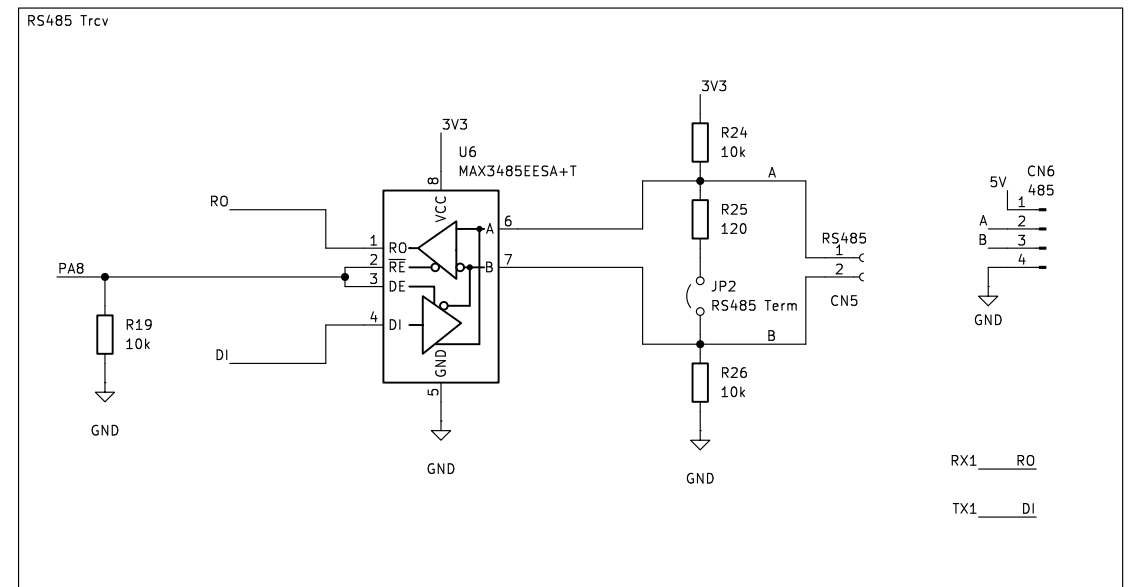 RS485 Trcv
3V3
R24
10k
3V3
U6
MAX3485EESA+T
8
VCC
A
CN6
485
5V
1
R25
120
RO
A
2
6
A
B
3
RS485
1
1
RO
4
2
RE
7
B
PA8
2
3
DE
JP2
RS485 Term
CN5
GND
R19
10k
4
DI
B
DI
GND
R26
10k
5
GND
GND
GND
RX1
RO
TX1
DI